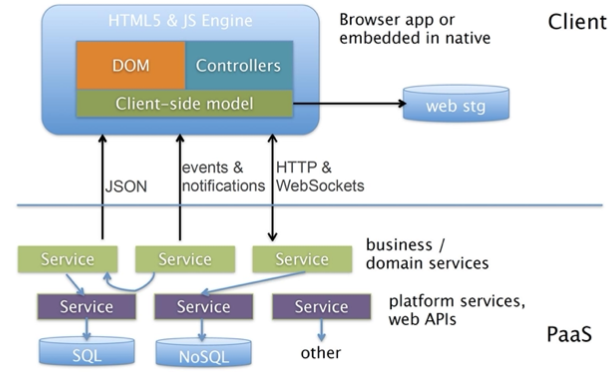 HTML5 & JS Engine
Browser app or
embedded in native
Client
DOM
Controllers
Client-side model
web stg
JSON
events &
notifications
HTTP &
WebSockets
Service
Service
Service
business /
domain services
Service
Service
Service
platform services,
web APIs
PaaS
SQL
NoSQL
other